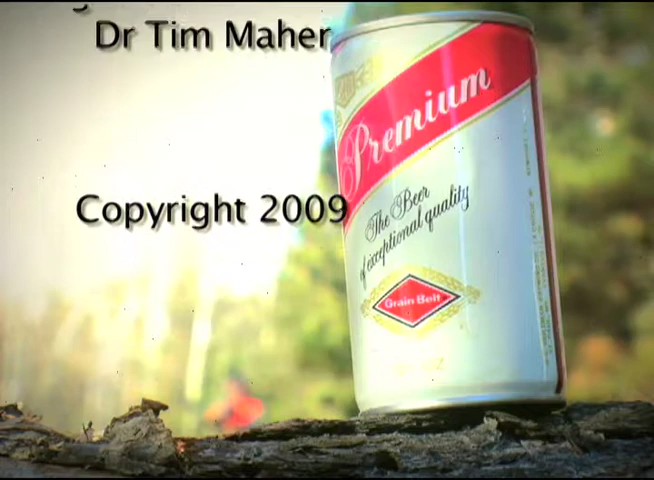 Dr Tim Maher
Premium
Copyright 2009
The Beer
of exceptional quality
Grain Belt